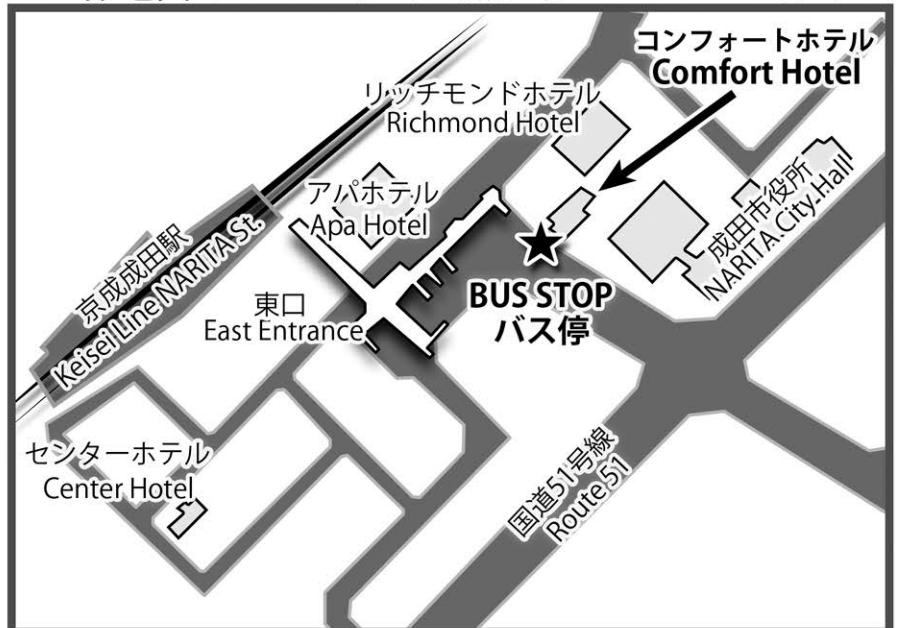 コンフォートホテル
Comfort Hotel
リッチモンドホテル
Richmond Hotel
アパホテル
Apa Hotel
成田市役所
NARITA City Hall
京成成田駅
Keisei Line NARITA St.
東口
East Entrance
BUS STOP
バス停
センターホテル
Center Hotel
国道51号線
Route 51